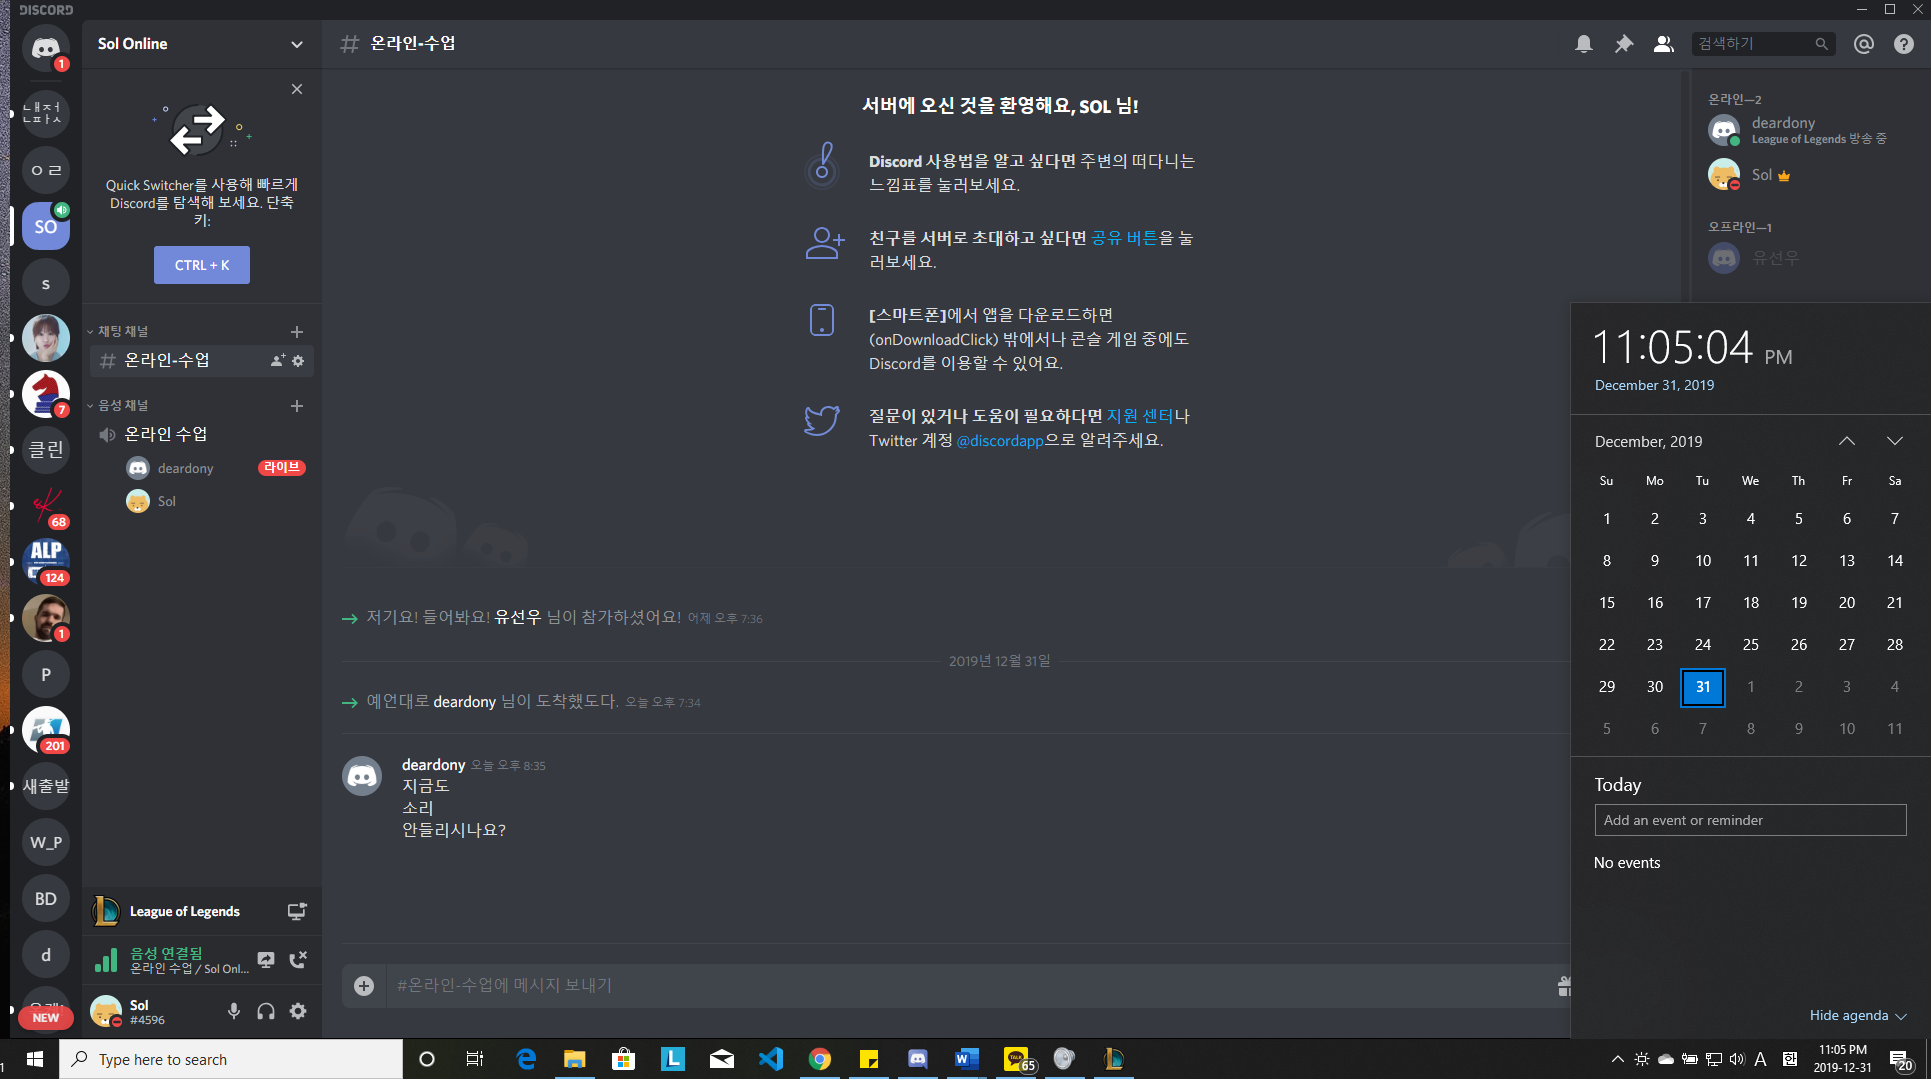 DISCORD
Sol Online
Quick Switcher를 사용해 빠르게
Discord를 탐색해 보세요. 단축
키:
CTRL + K
채팅 채널
온라인-수업
음성 채널
온라인 수업
deardony
라이브
Sol
League of Legends
음성 연결됨
온라인 수업 / Sol Onl...
Sol
#4596
1
ㅇㄹ
SO
s
7
클린
68
ALP
124
1
P
201
새출발
W_P
BD
d
NEW
# 온라인-수업
검색하기
서버에 오신 것을 환영해요, SOL 님!
Discord 사용법을 알고 싶다면 주변의 떠다니는
느낌표를 눌러보세요.
친구를 서버로 초대하고 싶다면 공유 버튼을 눌
러보세요.
[스마트폰]에서 앱을 다운로드하면
(onDownloadClick) 밖에서나 콘솔 게임 중에도
Discord를 이용할 수 있어요.
질문이 있거나 도움이 필요하다면 지원 센터나
Twitter 계정 @discordapp으로 알려주세요.
저기요! 들어봐요! 유선우 님이 참가하셨어요! 어제 오후 7:36
2019년 12월 31일
예언대로 deardony 님이 도착했도다. 오늘 오후 7:34
deardony 오늘 오후 8:35
지금도
소리
안들리시나요?
#온라인-수업에 메시지 보내기
온라인—2
deardony
League of Legends 방송 중
Sol
오프라인—1
유선우
11:05:04 PM
December 31, 2019
December, 2019
Su Mo Tu We Th Fr Sa
1 2 3 4 5 6 7
8 9 10 11 12 13 14
15 16 17 18 19 20 21
22 23 24 25 26 27 28
29 30 31 1 2 3 4
5 6 7 8 9 10 11
Today
Add an event or reminder
No events
Hide agenda
Type here to search
L
W
TALK
65
A
한
11:05 PM
2019-12-31
20